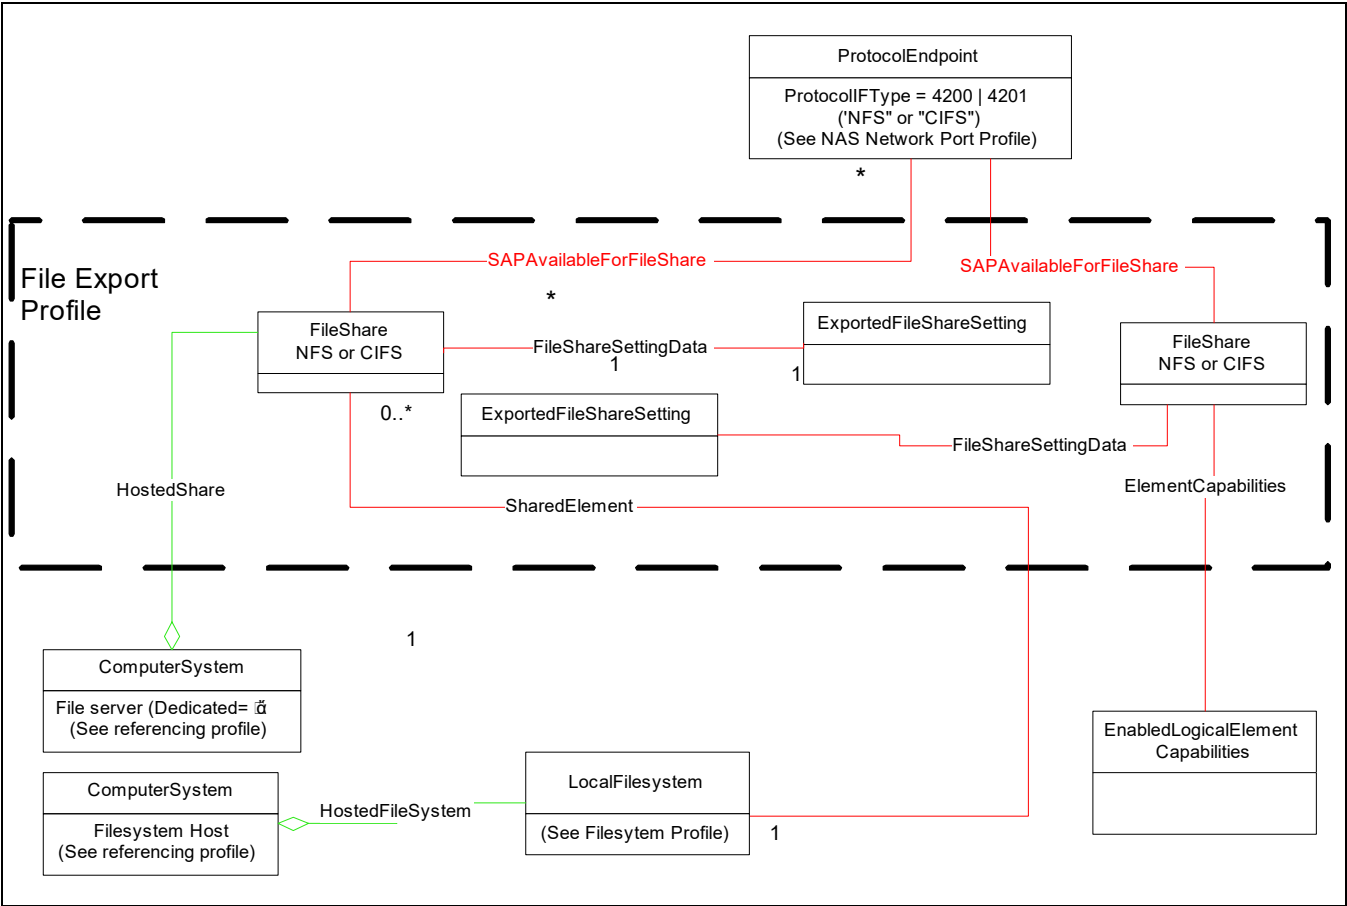 ProtocolEndpoint
ProtocolIFType = 4200 | 4201
('NFS" or "CIFS")
(See NAS Network Port Profile)
*
File Export
Profile
SAPAvailableForFileShare
SAPAvailableForFileShare
*
FileShare
NFS or CIFS
FileShareSettingData
1
1
ExportedFileShareSetting
FileShare
NFS or CIFS
0..*
ExportedFileShareSetting
FileShareSettingData
HostedShare
SharedElement
ElementCapabilities
1
ComputerSystem
File server (Dedicated=
(See referencing profile)
ComputerSystem
Filesystem Host
(See referencing profile)
HostedFileSystem
LocalFilesystem
(See Filesytem Profile)
1
EnabledLogicalElement
Capabilities